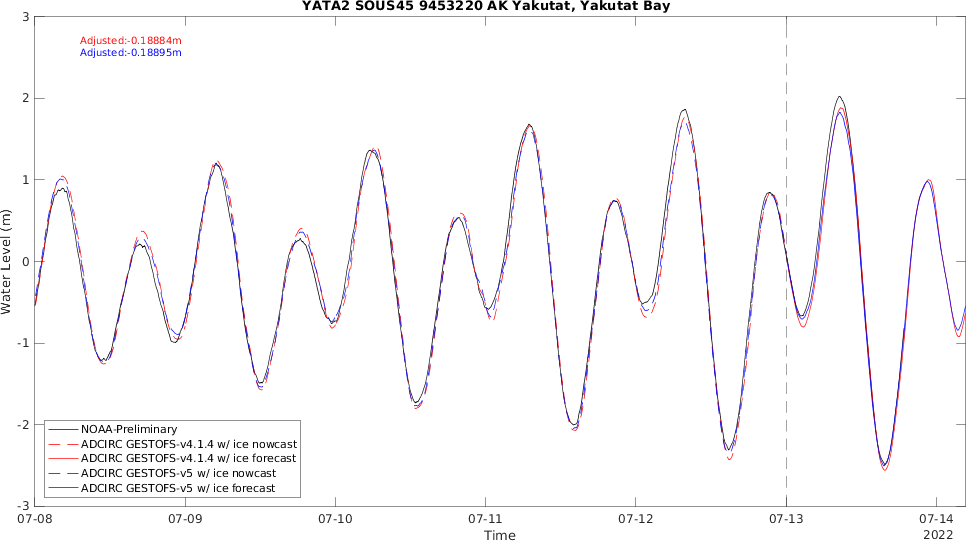 YATA2 SOUS45 9453220 AK Yakutat, Yakutat Bay
Adjusted:-0.18884m
Adjusted:-0.18895m
3
2
1
0
-1
-2
-3
Water Level (m)
NOAA-Preliminary
ADCIRC GESTOFS-v4.1.4 w/ ice nowcast
ADCIRC GESTOFS-v4.1.4 w/ ice forecast
ADCIRC GESTOFS-v5 w/ ice nowcast
ADCIRC GESTOFS-v5 w/ ice forecast
07-08 07-09 07-10 07-11 07-12 07-13 07-14
Time 2022